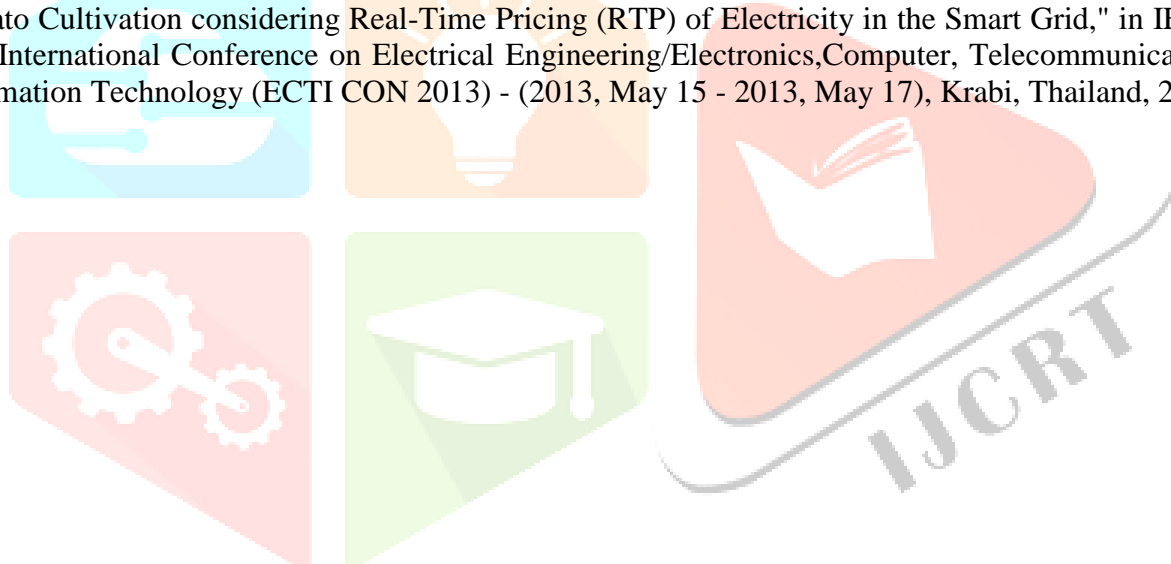 ato Cultivation considering Real-Time Pricing (RTP) of Electricity in the Smart Grid," in
International Conference on Electrical Engineering/Electronics,Computer, Telecommunica
mation Technology (ECTI CON 2013) - (2013, May 15 - 2013, May 17), Krabi, Thailand, 2
IJCRT